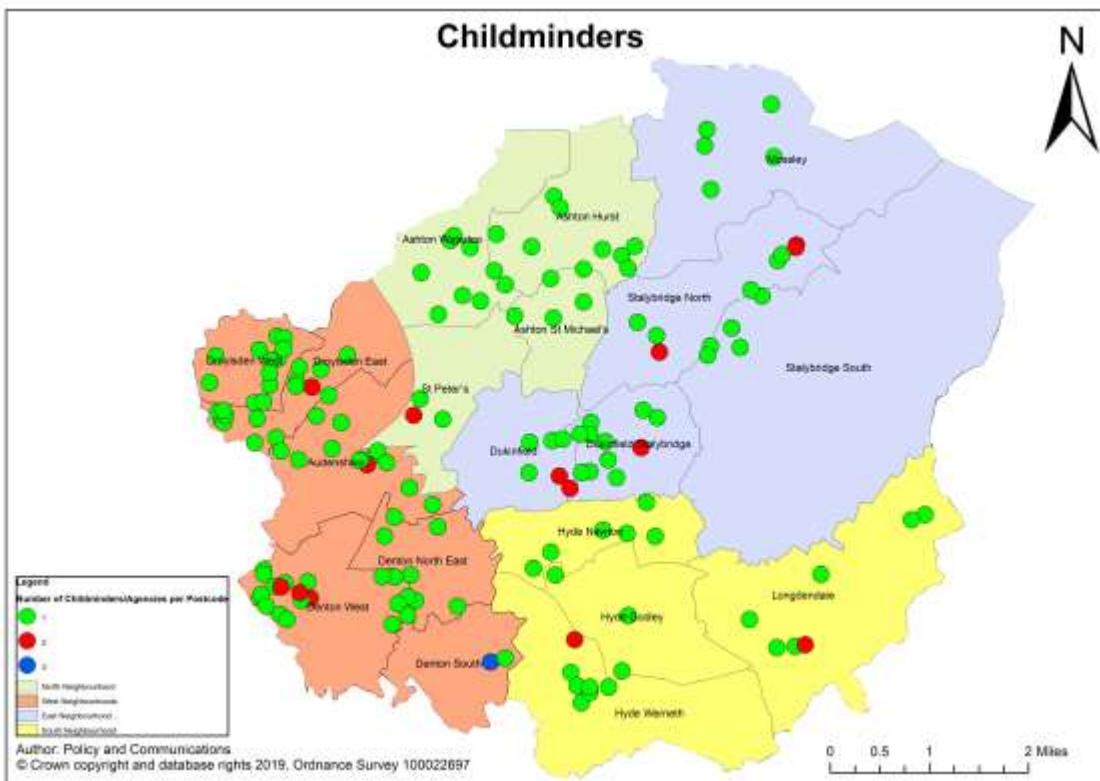 Childminders
N
Mossley
Ashton Hurst
Ashton Waterloo
Stalybridge North
Ashton St Michael's
Droylsden West
Droylsden East
Stalybridge South
St Peter's
Dukinfield
Dukinfield Stalybridge
Audenshaw
Hyde Newton
Denton North East
Longdendale
Denton West
Hyde Godley
Denton South
Hyde Werneth
Legend
Number of Childminders/Agencies per Postcode
1
2
3
North Neighbourhood
West Neighbourhoods
East Neighbourhood
South Neighbourhood
Author: Policy and Communications
© Crown copyright and database rights 2019, Ordnance Survey 100022697
0 0.5 1 2 Miles